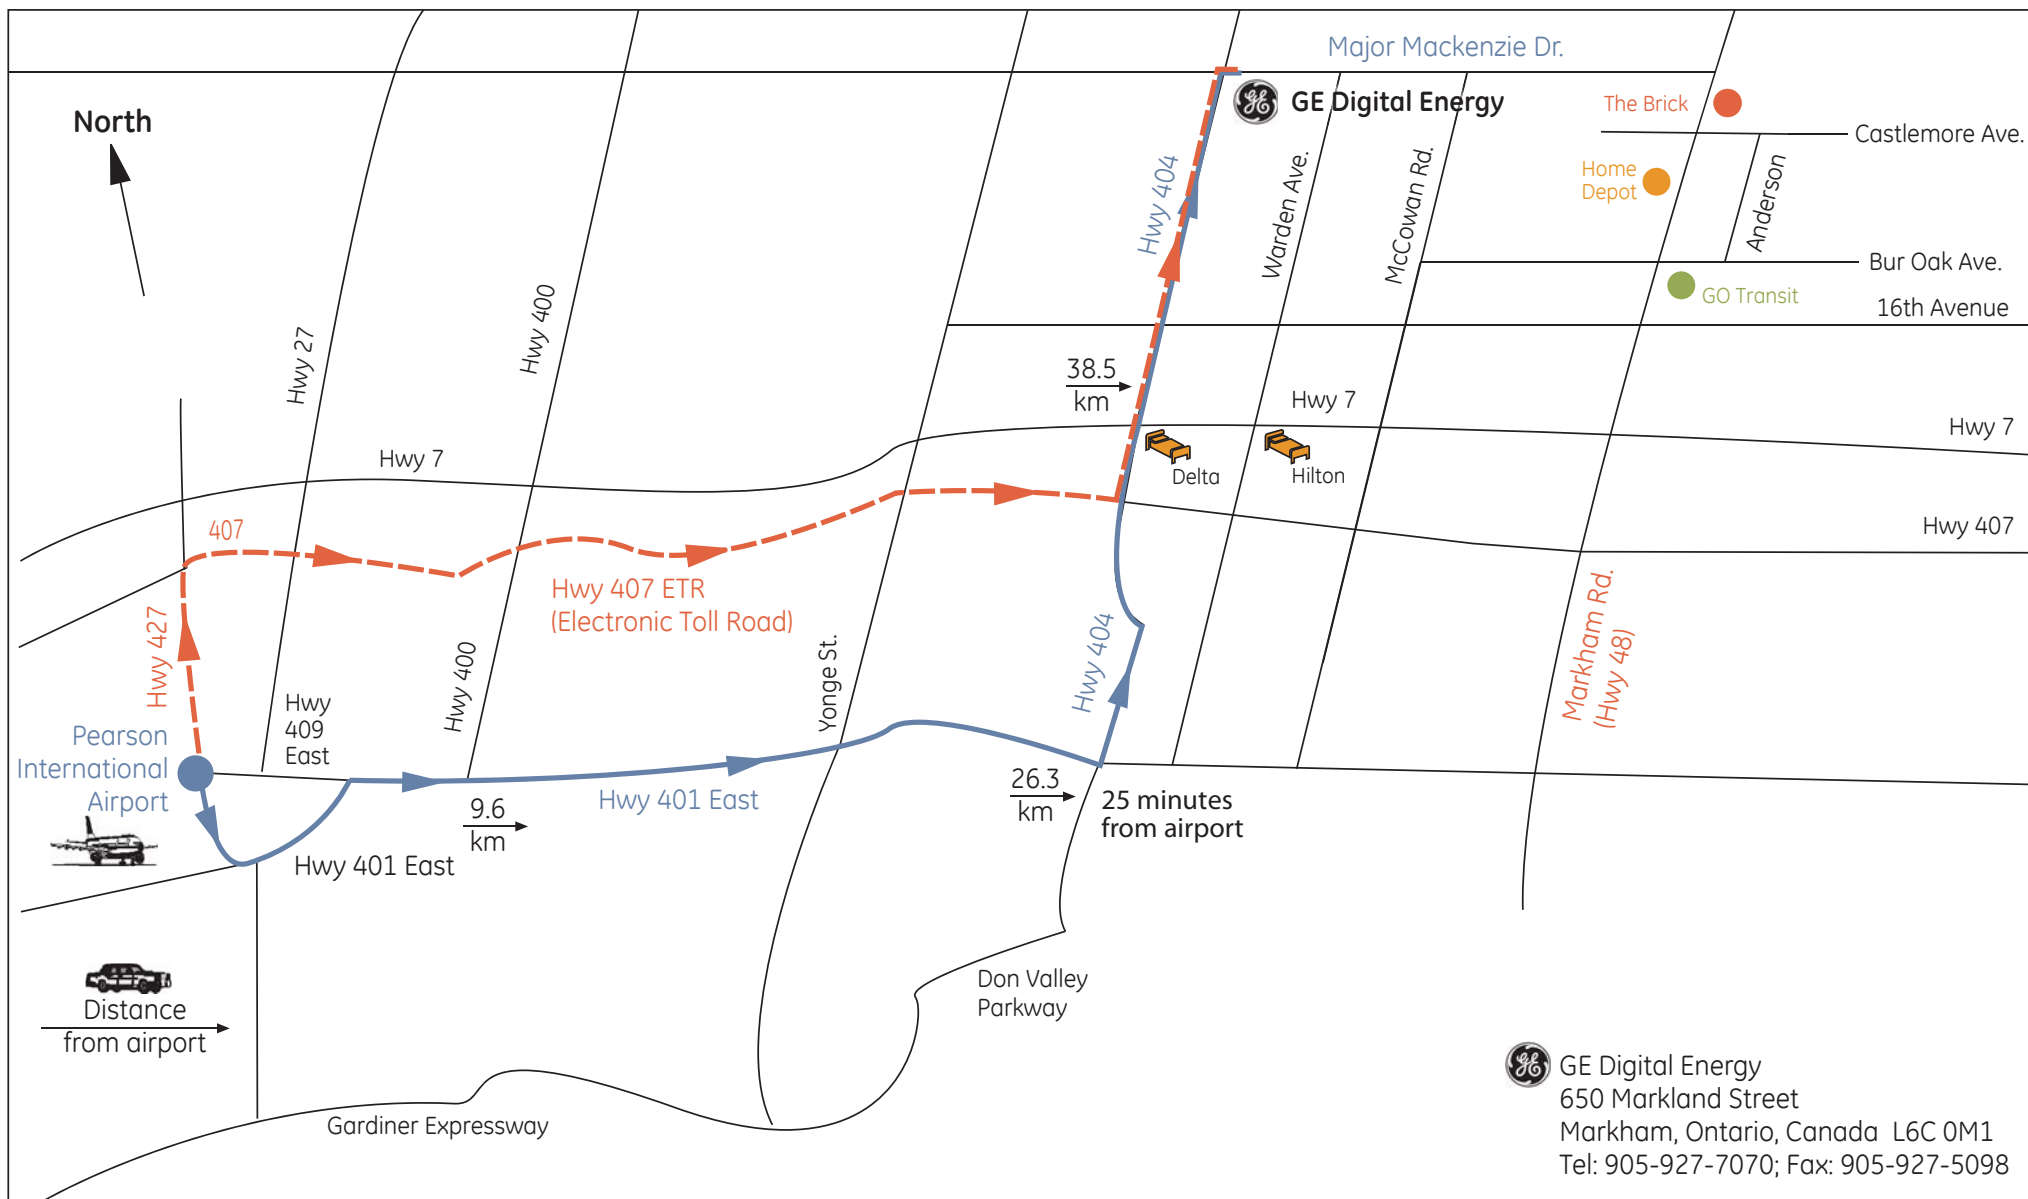 Major Mackenzie Dr.
North
GE Digital Energy
The Brick
Castlemore Ave.
Home
Depot
Hwy 404
Warden Ave.
McCowan Rd.
Anderson
Bur Oak Ave.
GO Transit
16th Avenue
Hwy 27
Hwy 400
38.5
km
Hwy 7
Hwy 7
Hwy 7
Delta
Hilton
407
Hwy 407
Hwy 407 ETR
(Electronic Toll Road)
Hwy 427
Hwy 400
Yonge St.
Hwy 404
Markham Rd.
(Hwy 48)
Hwy
409
East
Pearson
International
Airport
9.6
km
Hwy 401 East
26.3
km
25 minutes
from airport
Hwy 401 East
Distance
from airport
Don Valley
Parkway
Gardiner Expressway
GE Digital Energy
650 Markland Street
Markham, Ontario, Canada L6C 0M1
Tel: 905-927-7070; Fax: 905-927-5098